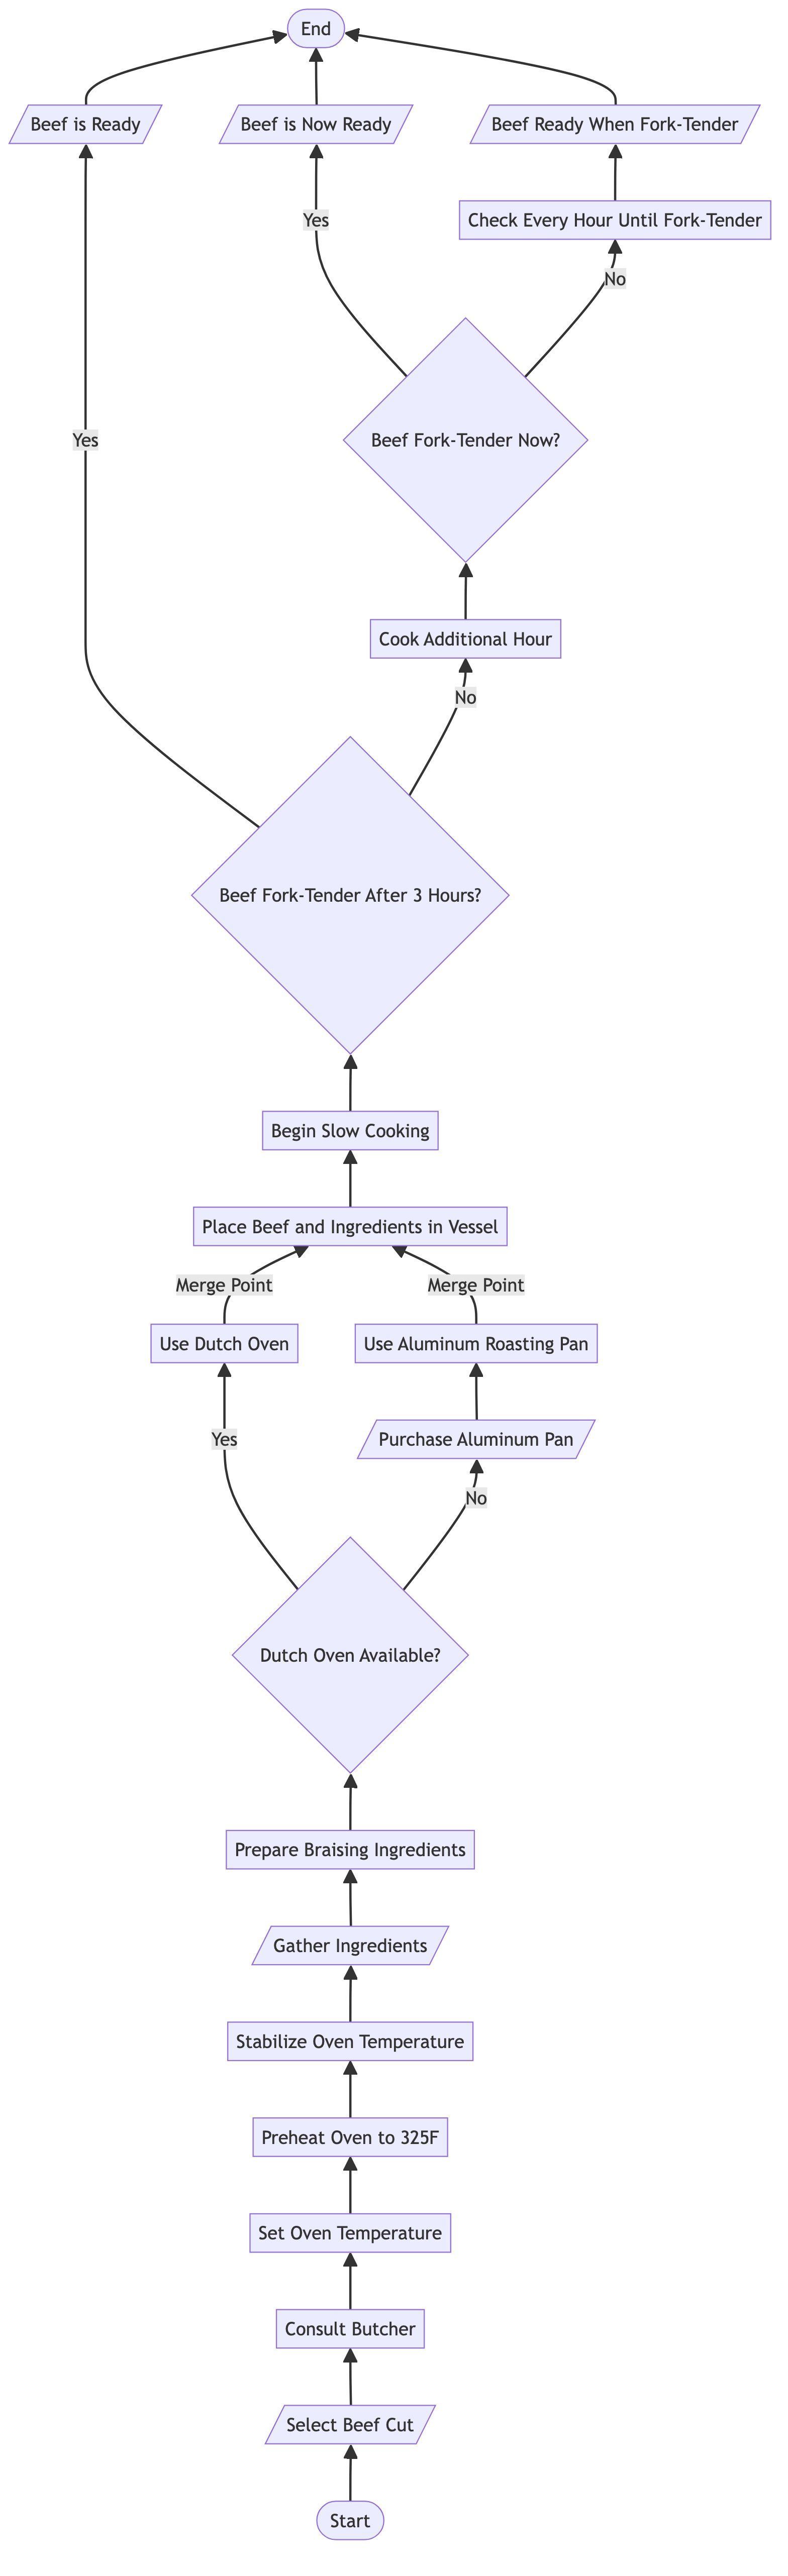 End
Beef is Ready
Beef is Now Ready
Beef Ready When Fork-Tender
Yes
Check Every Hour Until Fork-Tender
No
Yes
Beef Fork-Tender Now?
Cook Additional Hour
No
Beef Fork-Tender After 3 Hours?
Begin Slow Cooking
Place Beef and Ingredients in Vessel
Merge Point
Merge Point
Use Dutch Oven
Use Aluminum Roasting Pan
Yes
Purchase Aluminum Pan
No
Dutch Oven Available?
Prepare Braising Ingredients
Gather Ingredients
Stabilize Oven Temperature
Preheat Oven to 325F
Set Oven Temperature
Consult Butcher
Select Beef Cut
Start